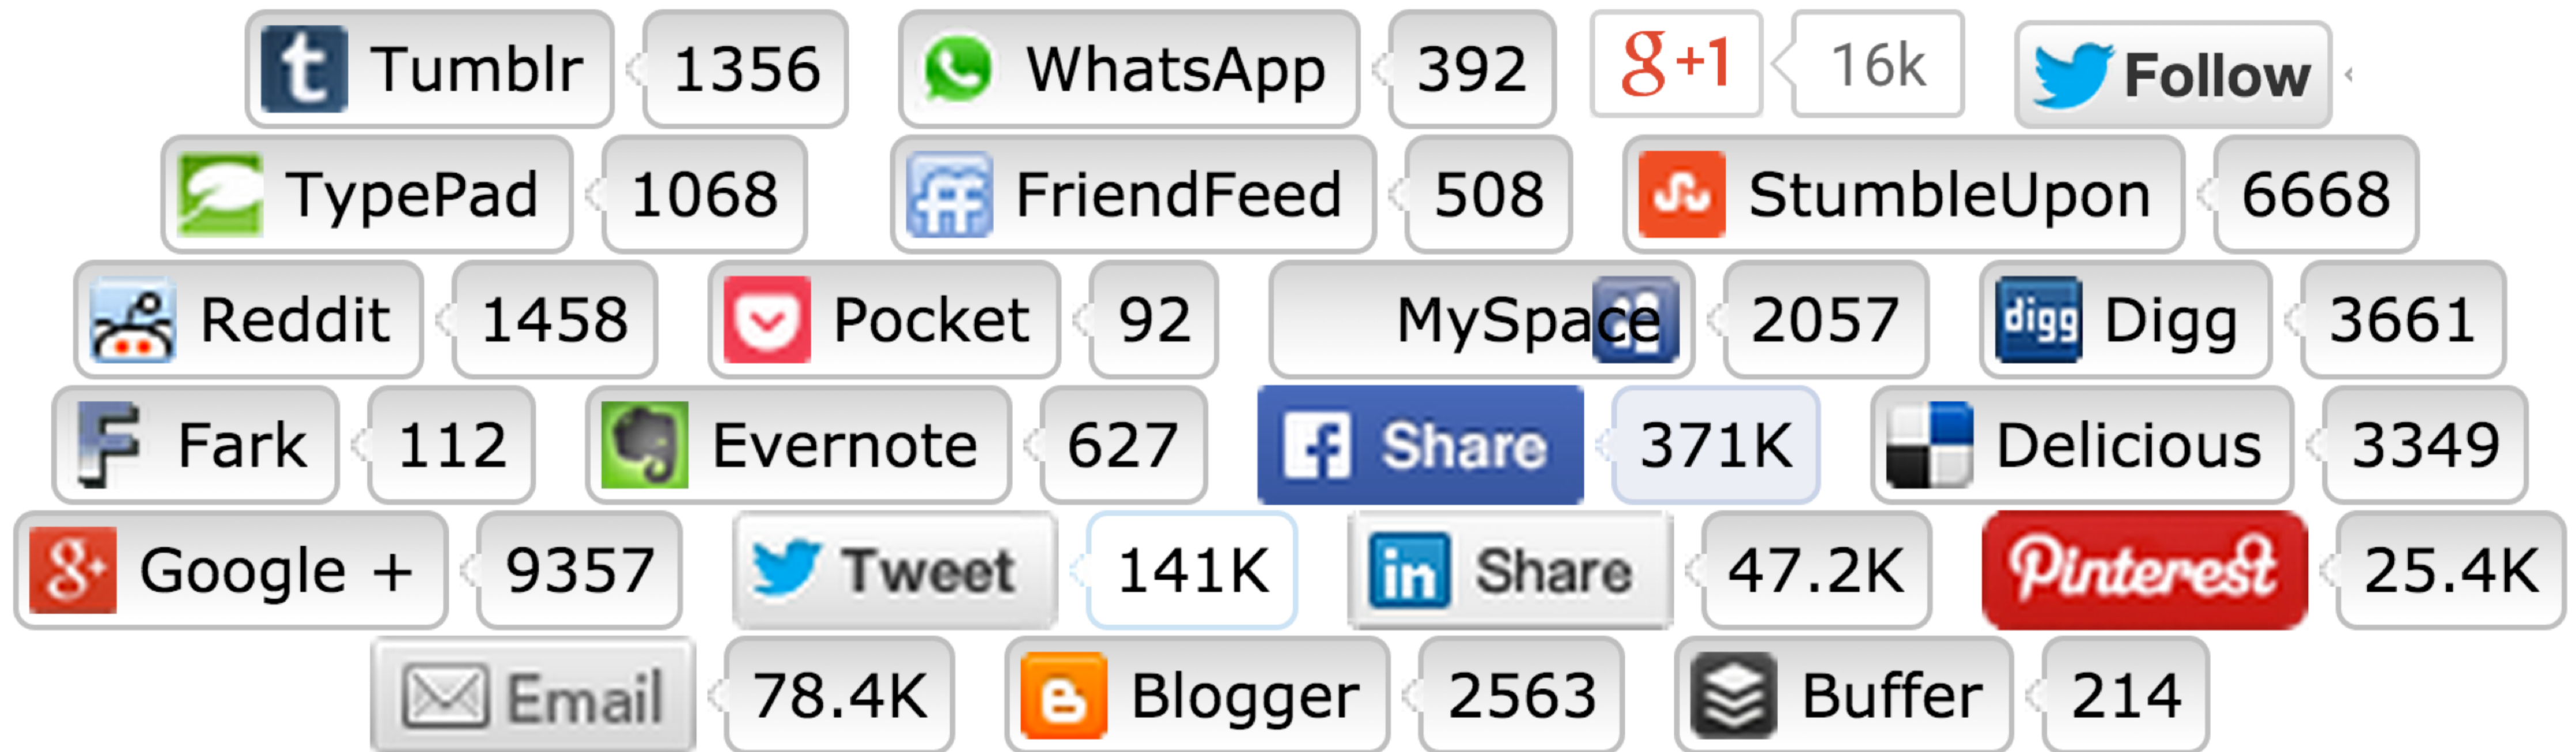 t Tumblr 1356 WhatsApp 392 g+1 16k Follow
TypePad 1068 ff FriendFeed 508 StumbleUpon 6668
Reddit 1458 Pocket 92 MySpace 2057 digg Digg 3661
F Fark 112 Evernote 627 f Share 371K Delicious 3349
g+ Google + 9357 Tweet 141K in Share 47.2K Pinterest 25.4K
Email 78.4K B Blogger 2563 Buffer 214